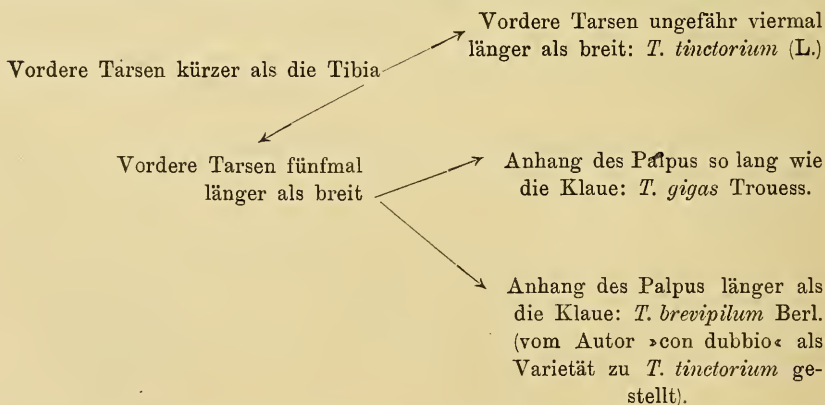 Vordere Tarsen ungefähr viermal
länger als breit: T. tinctorium (L.)
Vordere Tarsen kürzer als die Tibia
Vordere Tarsen fünfmal
länger als breit
Anhang des Palpus so lang wie
die Klaue: T. gigas Trouess.
Anhang des Palpus länger als
die Klaue: T. brevipilum Berl.
(vom Autor »con dubbio« als
Varietät zu T. tinctorium ge-
stellt).